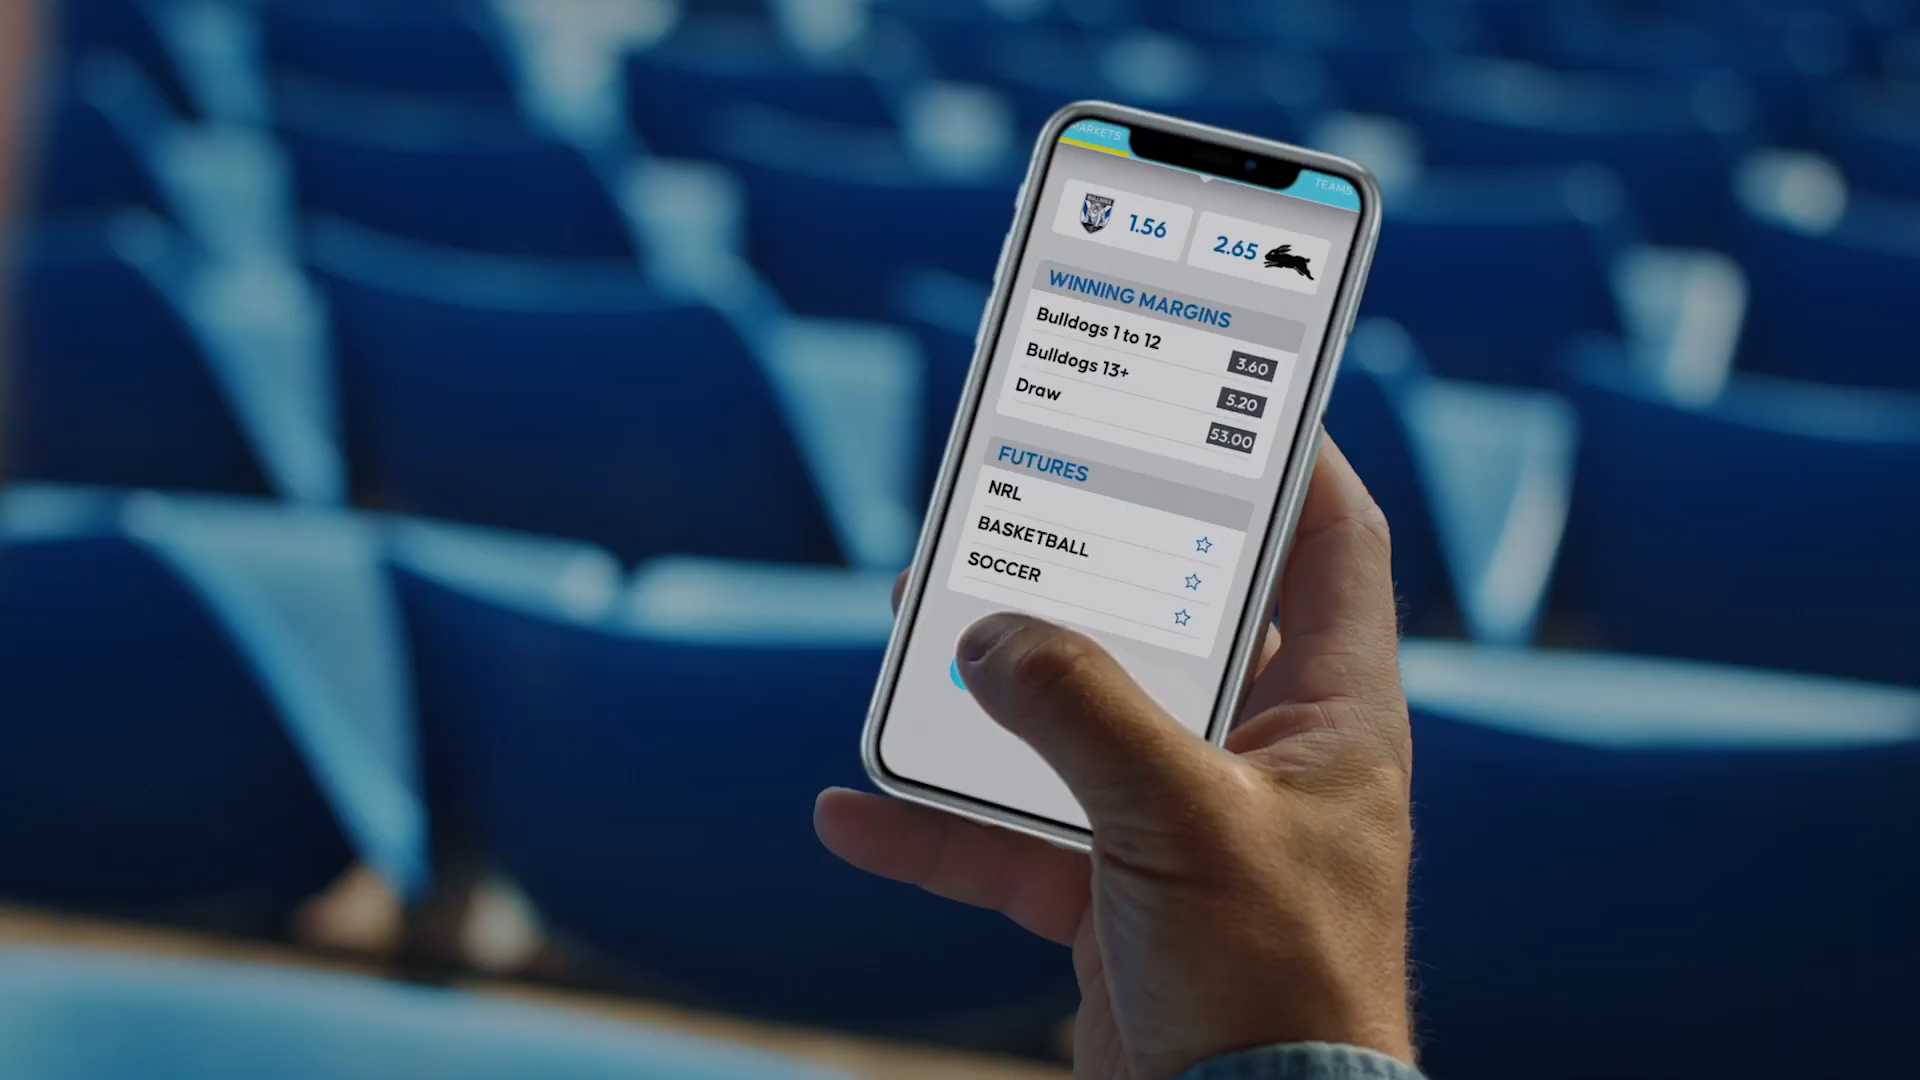 MARKETS
TEAMS
BULLDOGS
1.56
2.65
WINNING MARGINS
Bulldogs 1 to 12 3.60
Bulldogs 13+ 5.20
Draw 53.00
FUTURES
NRL
BASKETBALL
SOCCER